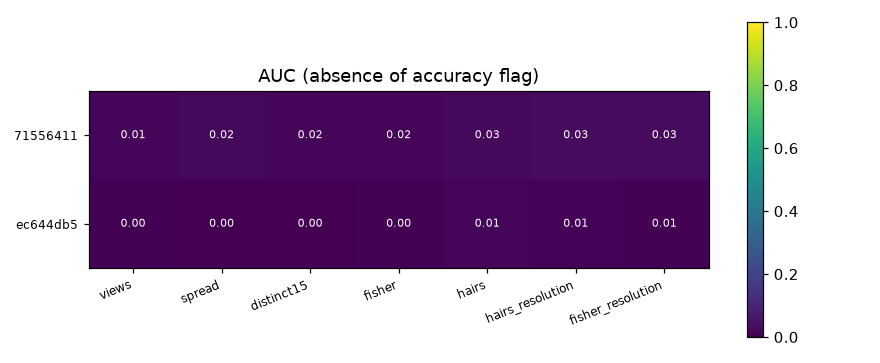 AUC (absence of accuracy flag)
71556411 0.01 0.02 0.02 0.02 0.03 0.03 0.03
ec644db5 0.00 0.00 0.00 0.00 0.01 0.01 0.01
views spread distinct15 fisher hairs hairs_resolution fisher_resolution
1.0
0.8
0.6
0.4
0.2
0.0